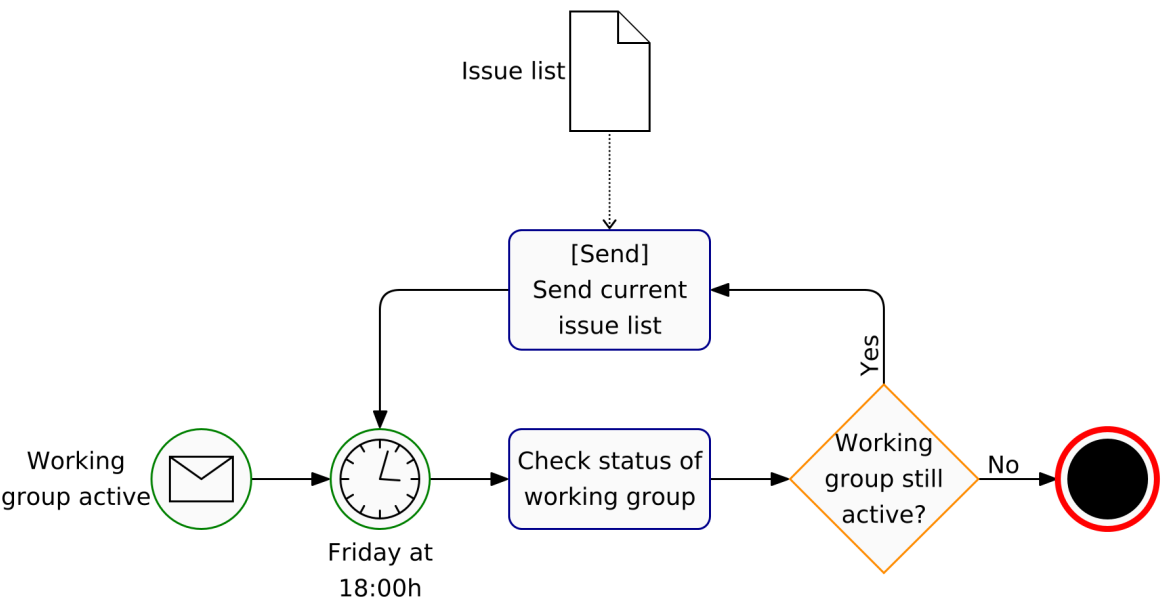 Issue list
[Send]
Send current
issue list
Yes
Working
group active
Friday at
18:00h
Check status of
working group
Working
group still
active?
No